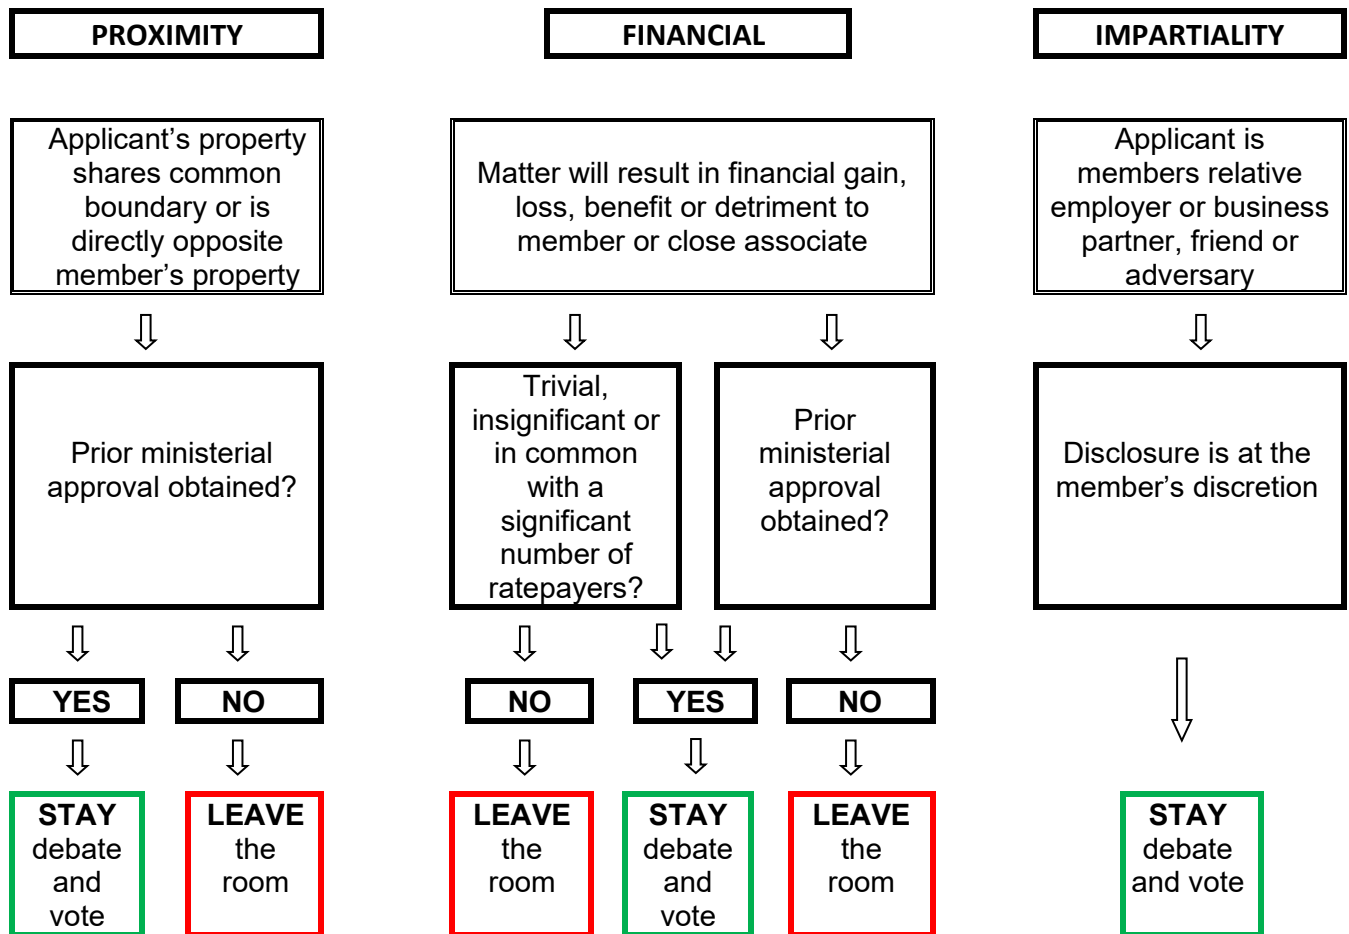 PROXIMITY
FINANCIAL
IMPARTIALITY
Applicant’s property
shares common
boundary or is
directly opposite
member’s property
Matter will result in financial gain,
loss, benefit or detriment to
member or close associate
Applicant is
members relative
employer or business
partner, friend or
adversary
Prior ministerial
approval obtained?
Trivial,
insignificant or
in common
with a
significant
number of
ratepayers?
Prior
ministerial
approval
obtained?
Disclosure is at the
member’s discretion
YES
NO
NO
YES
NO
STAY
debate
and
vote
LEAVE
the
room
LEAVE
the
room
STAY
debate
and
vote
LEAVE
the
room
STAY
debate
and vote